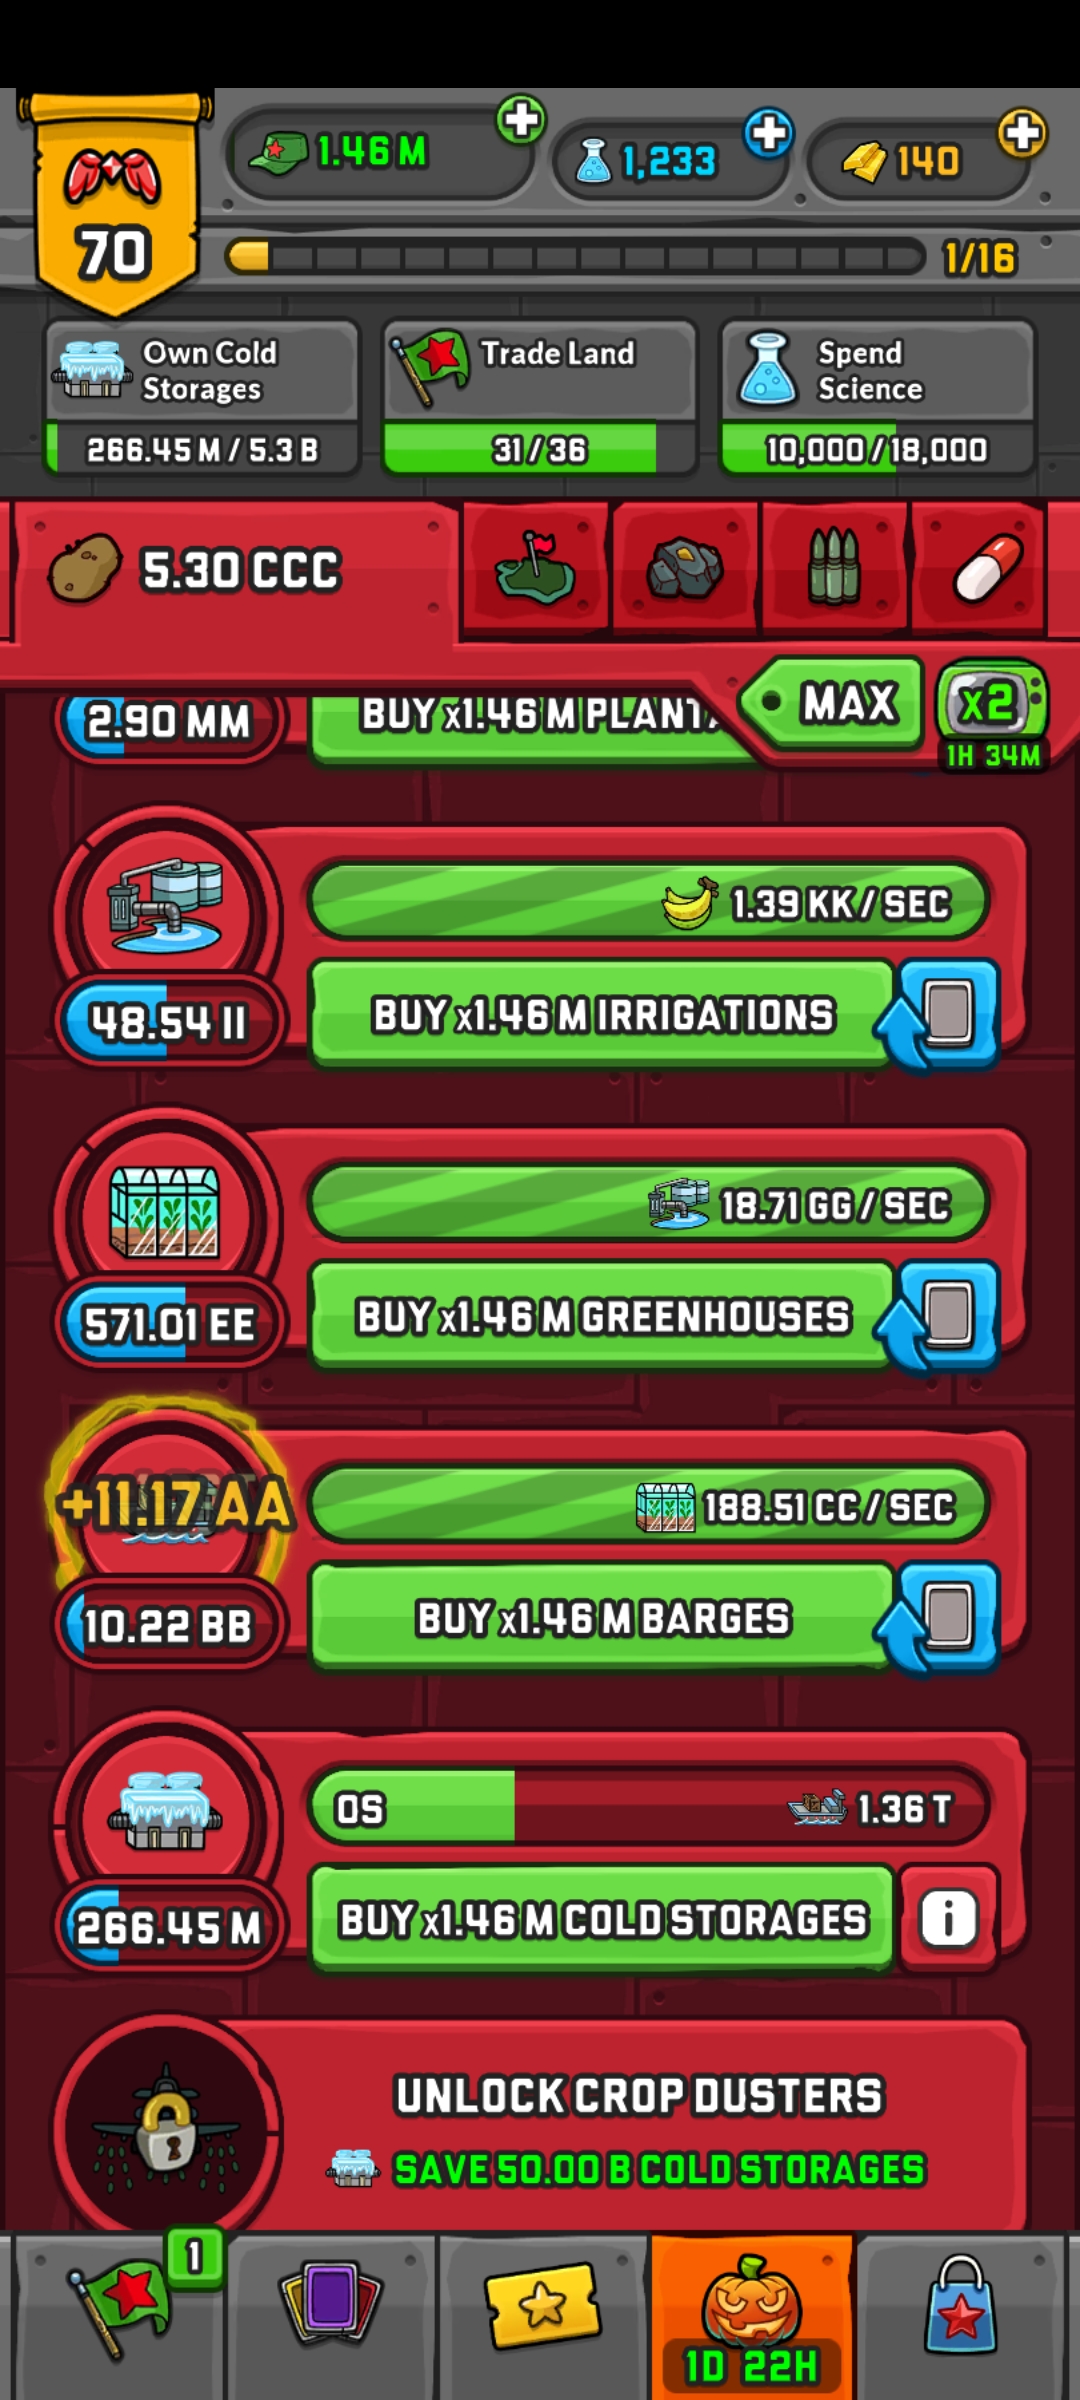 1.46 M
1,233
140
70
1/16
Own Cold
Storages
266.45 M / 5.3 B
Trade Land
31 / 36
Spend
Science
10,000 / 18,000
5.30 CCC
MAX
x2
1H 34M
2.90 MM
BUY x1.46 M PLANTA
1.39 KK / SEC
48.54 II
BUY x1.46 M IRRIGATIONS
18.71 GG / SEC
571.01 EE
BUY x1.46 M GREENHOUSES
+11.17 AA
188.51 CC / SEC
10.22 BB
BUY x1.46 M BARGES
0S
1.36 T
266.45 M
BUY x1.46 M COLD STORAGES
i
UNLOCK CROP DUSTERS
SAVE 50.00 B COLD STORAGES
1
1D 22H